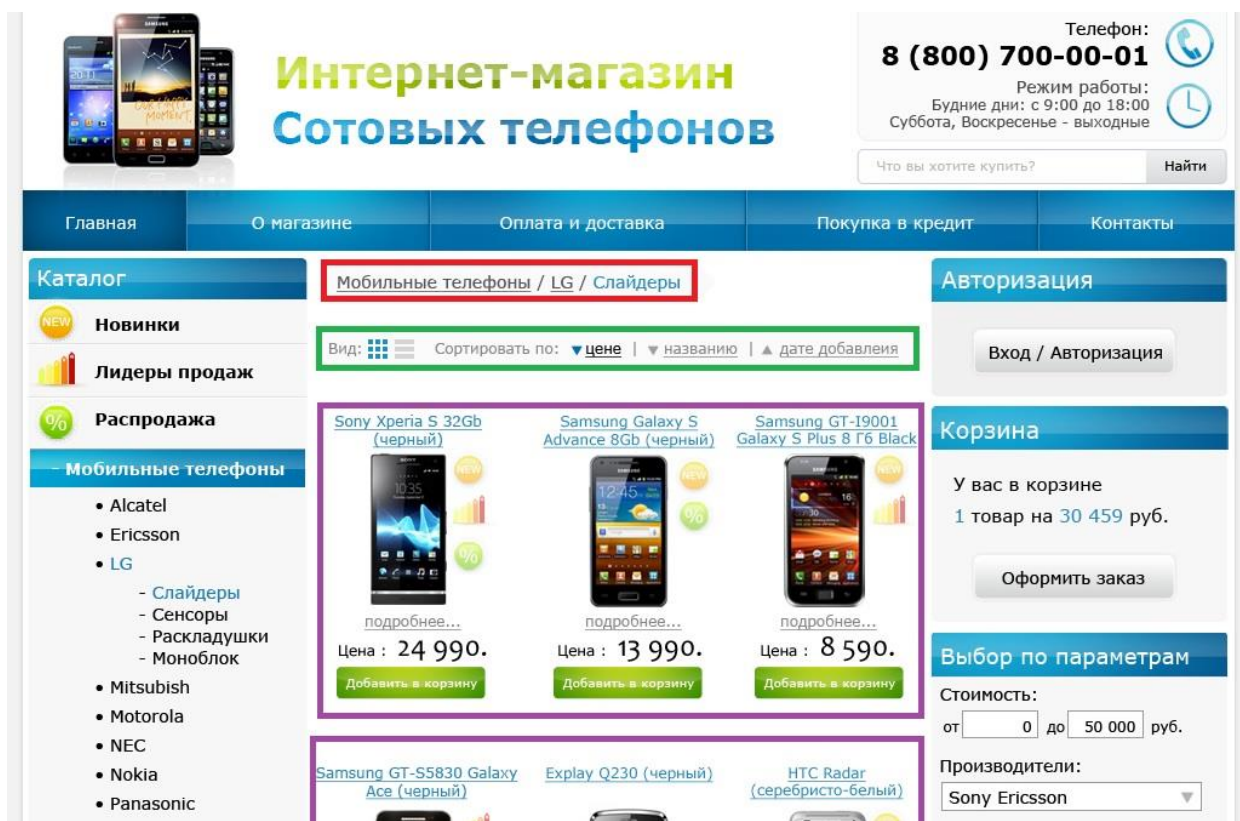 Телефон:
8 (800) 700-00-01
Режим работы:
Будние дни: с 9:00 до 18:00
Суббота, Воскресенье - выходные
Интернет-магазин
Сотовых телефонов
Что вы хотите купить?
Найти
Главная
О магазине
Оплата и доставка
Покупка в кредит
Контакты
Каталог
NEW Новинки
Лидеры продаж
% Распродажа
- Мобильные телефоны
• Alcatel
• Ericsson
• LG
- Слайдеры
- Сенсоры
- Раскладушки
- Моноблок
• Mitsubish
• Motorola
• NEC
• Nokia
• Panasonic
Мобильные телефоны / LG / Слайдеры
Вид: Сортировать по: ▼цене | ▼ названию | ▲ дате добавлеия
Sony Xperia S 32Gb
(черный)
NEW
%
подробнее...
Цена : 24 990.
Добавить в корзину
Samsung Galaxy S
Advance 8Gb (черный)
NEW
%
подробнее...
Цена : 13 990.
Добавить в корзину
Samsung GT-I9001
Galaxy S Plus 8 Гб Black
NEW
подробнее...
Цена : 8 590.
Добавить в корзину
Samsung GT-S5830 Galaxy
Ace (черный)
Explay Q230 (черный)
HTC Radar
(серебристо-белый)
Авторизация
Вход / Авторизация
Корзина
У вас в корзине
1 товар на 30 459 руб.
Оформить заказ
Выбор по параметрам
Стоимость:
от 0 до 50 000 руб.
Производители:
Sony Ericsson